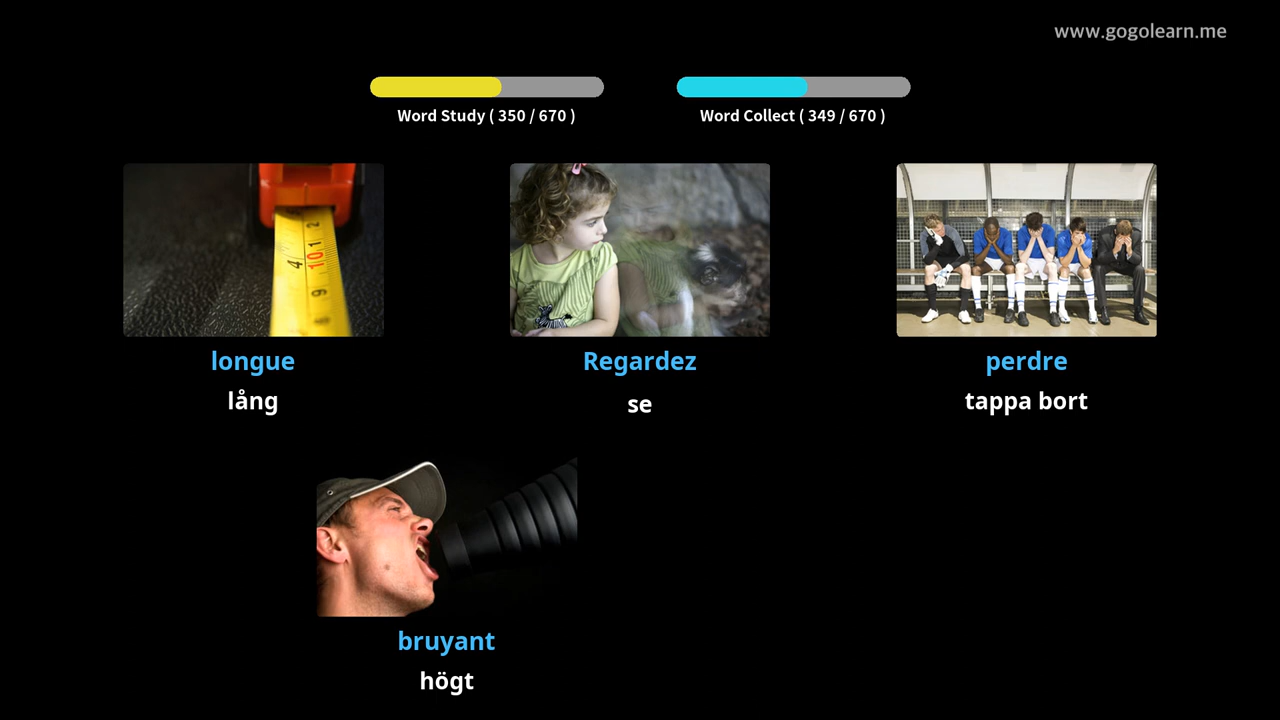 www.gogolearn.me
Word Study ( 350 / 670 )
Word Collect ( 349 / 670 )
longue
Regardez
perdre
lång
se
tappa bort
bruyant
högt